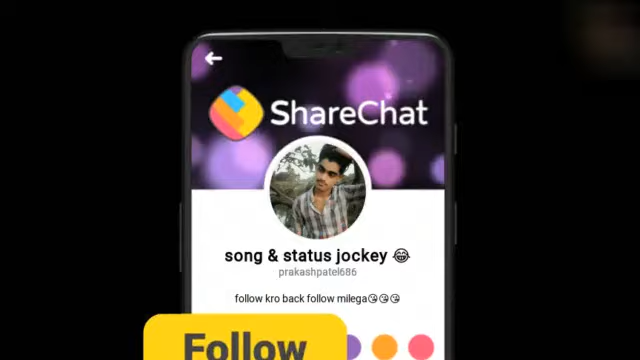 ShareChat
song & status jockey 😂
prakashpatel686
follow kro back follow milega😘😘😘
Follow